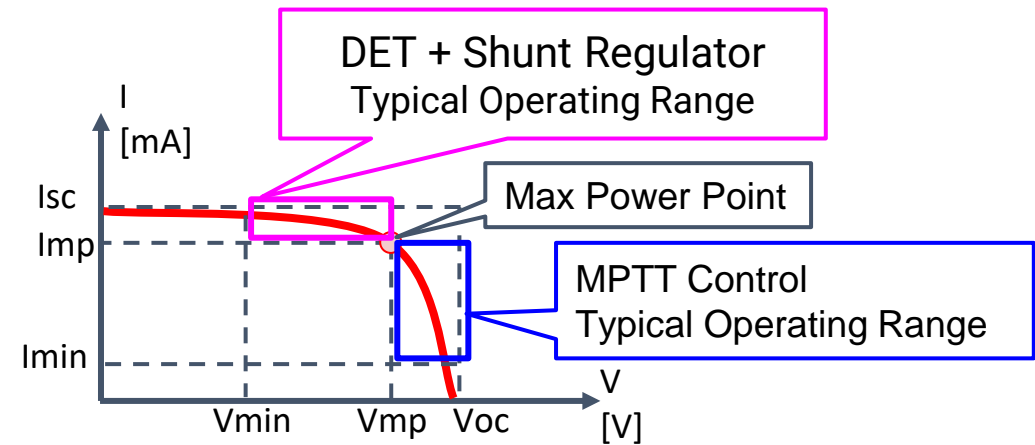 DET + Shunt Regulator
Typical Operating Range
I
[mA]
Isc
Max Power Point
Imp
MPTT Control
Typical Operating Range
Imin
V
Vmin
Vmp
Voc
[V]